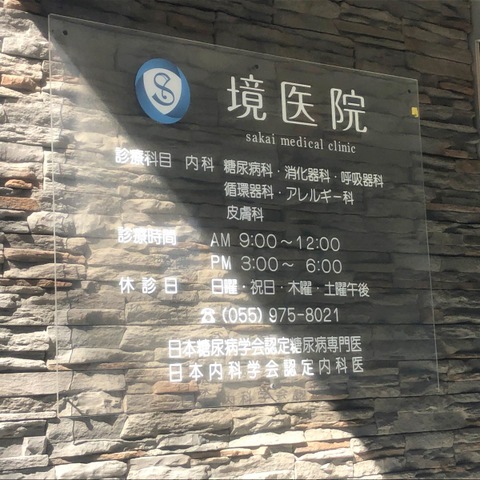 境医院
sakai medical clinic
診療科目 内科 糖尿病科・消化器科・呼吸器科
循環器科・アレルギー科
皮膚科
診療時間 AM 9:00～12:00
PM 3:00～ 6:00
休診日 日曜・祝日・木曜・土曜午後
☎(055)975-8021
日本糖尿病学会認定糖尿病専門医
日本内科学会認定内科医